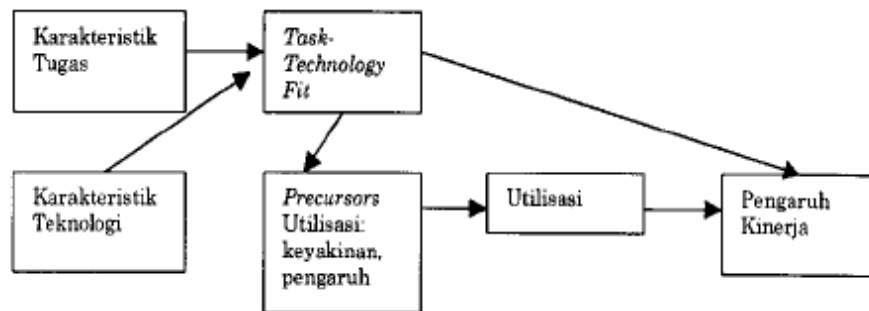 Karakteristik
Tugas
Task-
Technology
Fit
Karakteristik
Teknologi
Precursors
Utilisasi:
keyakinan,
pengaruh
Utilisasi
Pengaruh
Kinerja